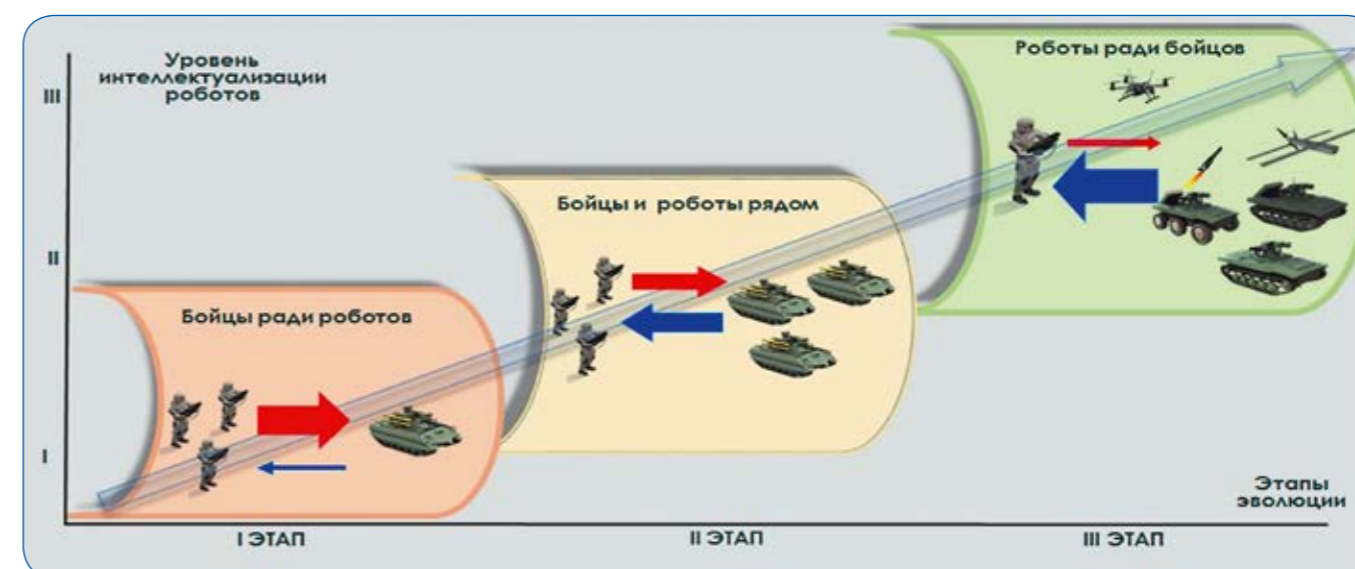 Уровень
интеллектуализации
роботов
III
II
I
Роботы ради бойцов
Бойцы и роботы рядом
Бойцы ради роботов
Этапы
эволюции
I ЭТАП
II ЭТАП
III ЭТАП